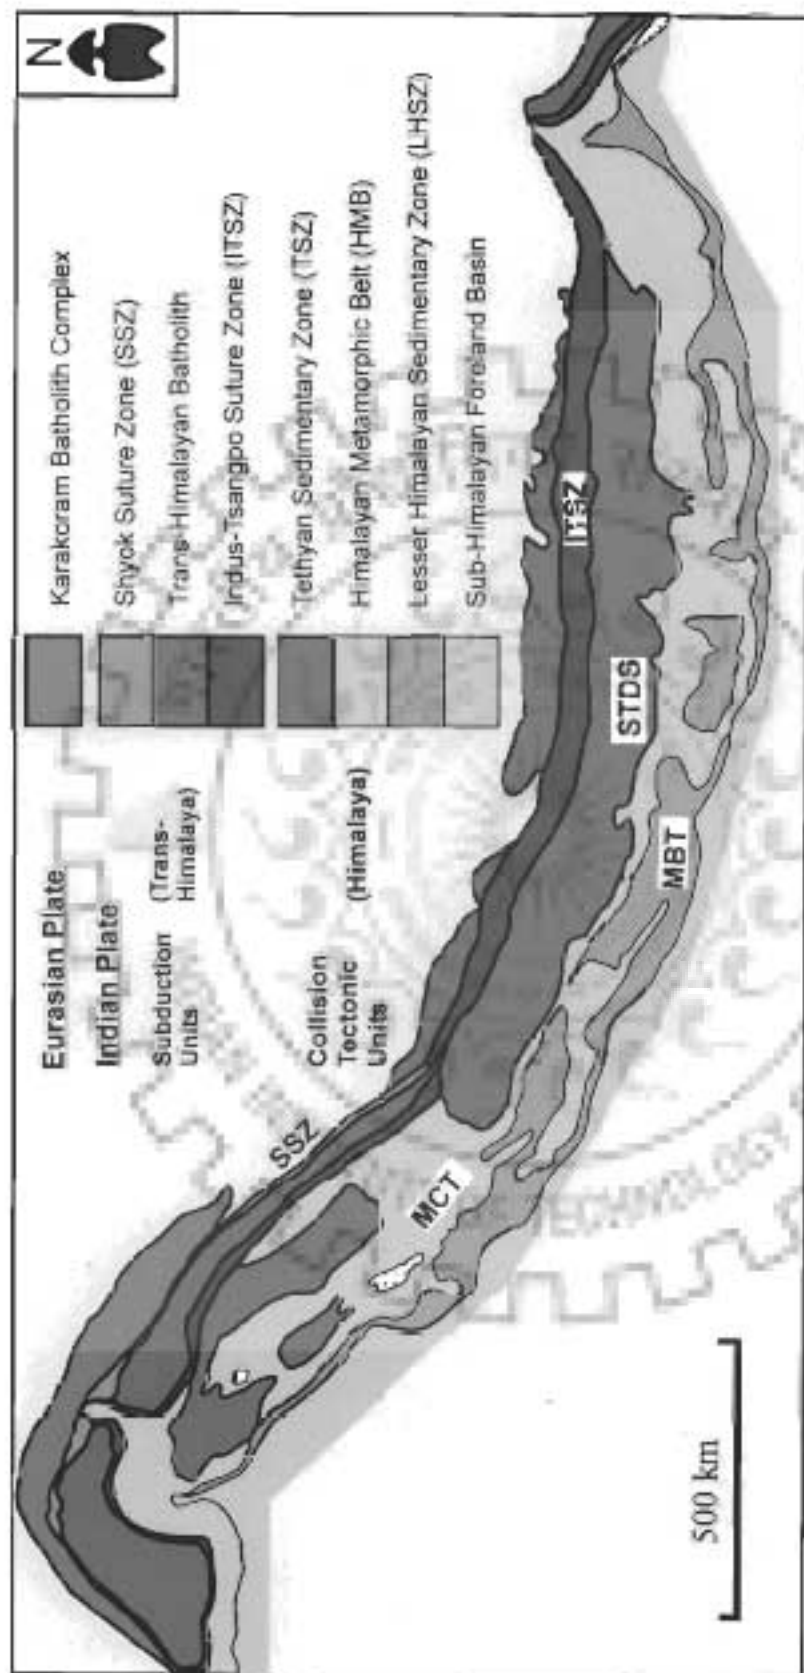 N
Eurasian Plate
Karakoram Batholith Complex
Indian Plate
Shyok Suture Zone (SSZ)
Subduction
Units
(Trans-
Himalaya)
Trans-Himalayan Batholith
Indus-Tsangpo Suture Zone (ITSZ)
Collision
Tectonic
Units
(Himalaya)
Tethyan Sedimentary Zone (TSZ)
Himalayan Metamorphic Belt (HMB)
Lesser Himalayan Sedimentary Zone (LHSZ)
Sub-Himalayan Foreland Basin
SSZ
ITSZ
STDS
MCT
MBT
500 km
TECHNOLOGY